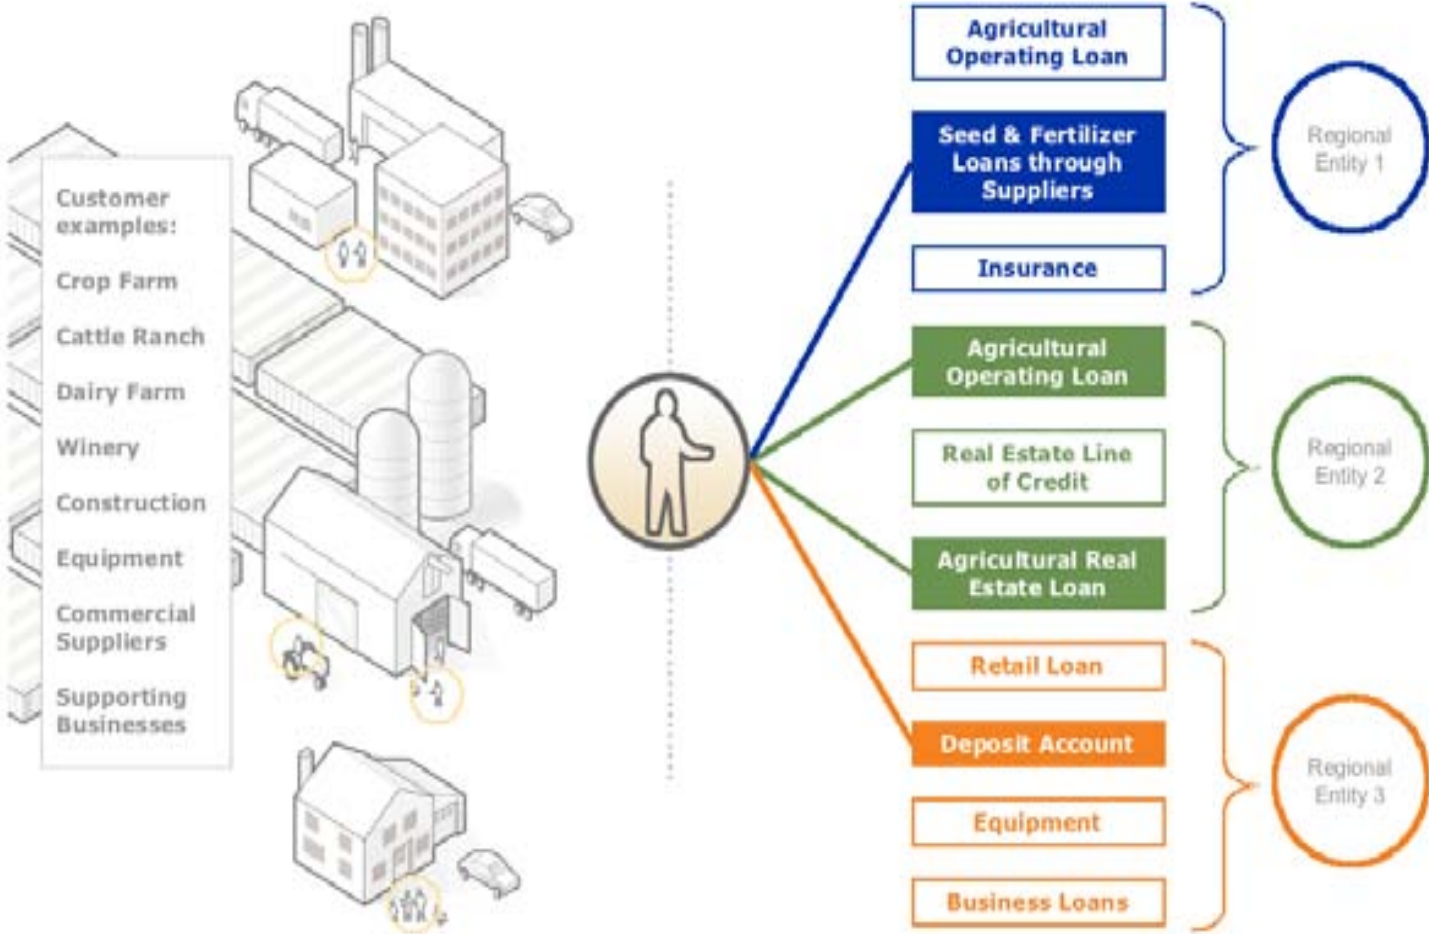 Customer
examples:
Crop Farm
Cattle Ranch
Dairy Farm
Winery
Construction
Equipment
Commercial
Suppliers
Supporting
Businesses
Agricultural
Operating Loan
Seed & Fertilizer
Loans through
Suppliers
Insurance
Regional
Entity 1
Agricultural
Operating Loan
Real Estate Line
of Credit
Agricultural Real
Estate Loan
Regional
Entity 2
Retail Loan
Deposit Account
Equipment
Business Loans
Regional
Entity 3